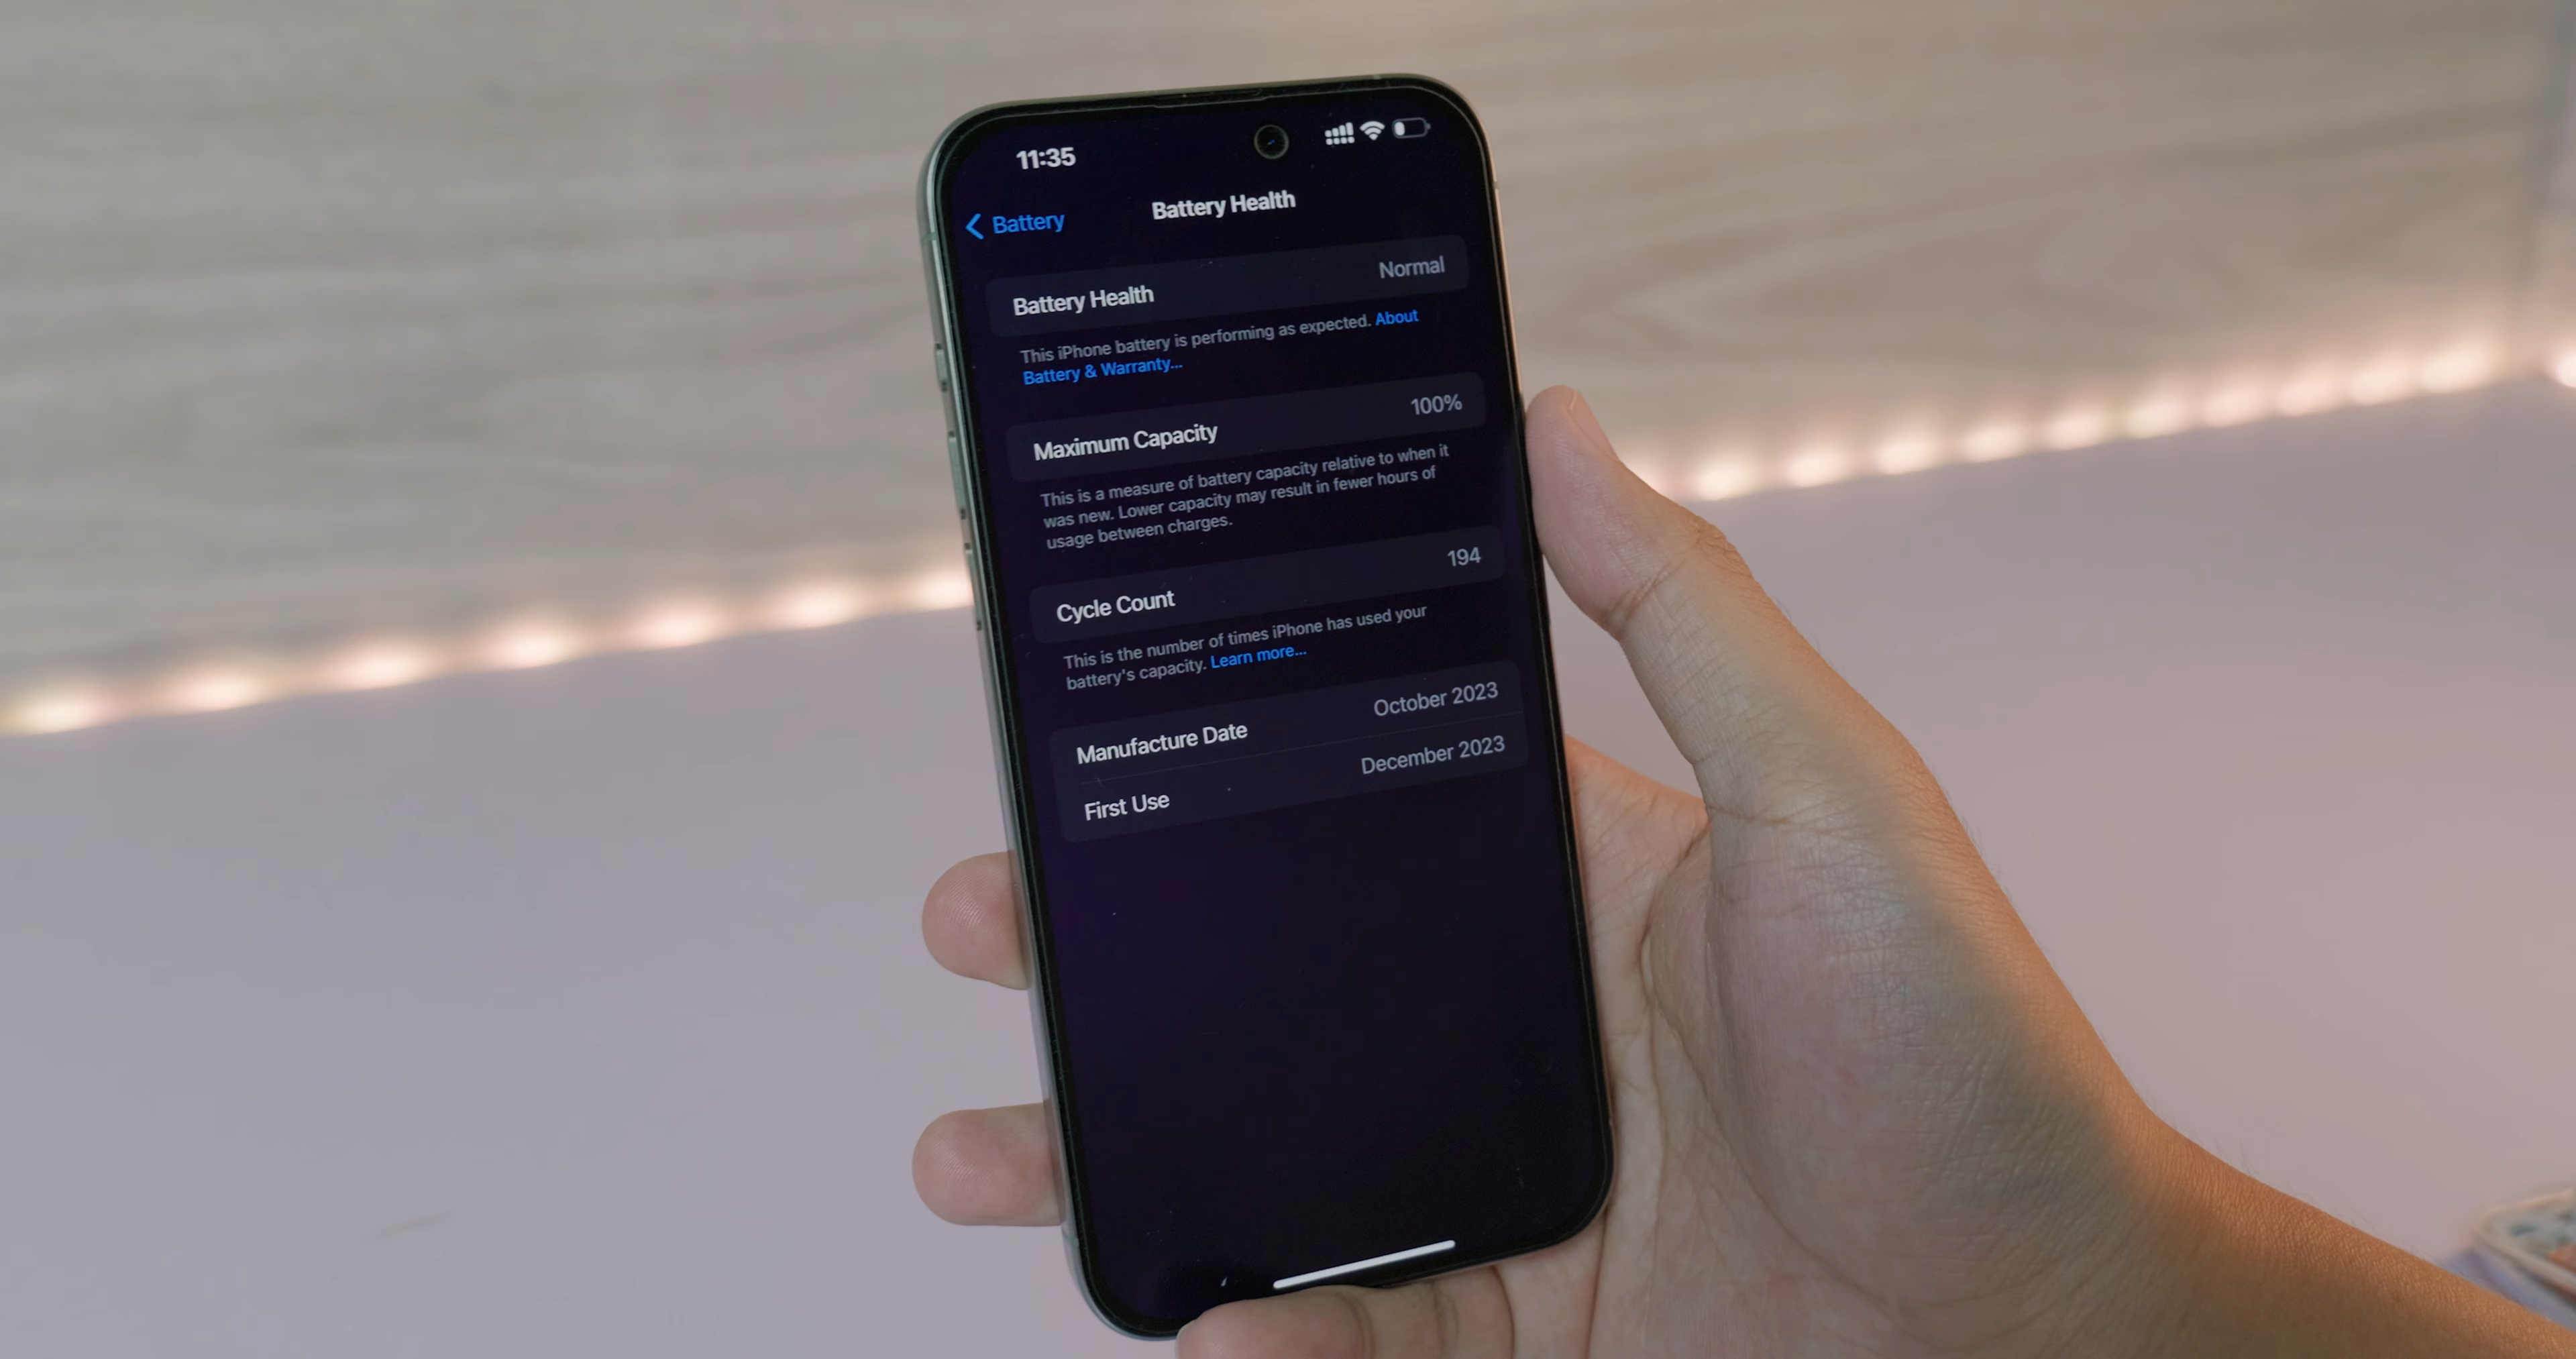 11:35
Battery
Battery Health
Battery Health
Normal
This iPhone battery is performing as expected. About
Battery & Warranty...
Maximum Capacity
100%
This is a measure of battery capacity relative to when it
was new. Lower capacity may result in fewer hours of
usage between charges.
Cycle Count
194
This is the number of times iPhone has used your
battery's capacity. Learn more...
Manufacture Date
October 2023
First Use
December 2023